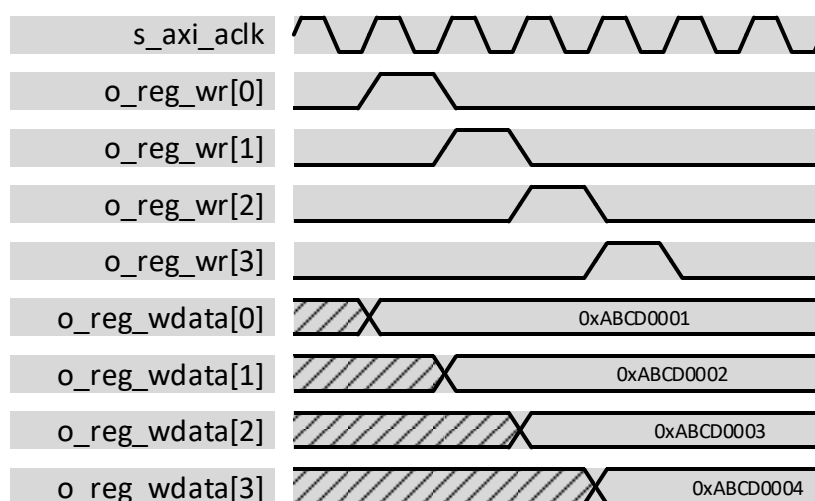 s_axi_aclk
o_reg_wr[0]
o_reg_wr[1]
o_reg_wr[2]
o_reg_wr[3]
o_reg_wdata[0] 0xABCD0001
o_reg_wdata[1] 0xABCD0002
o_reg_wdata[2] 0xABCD0003
o_reg_wdata[3] 0xABCD0004